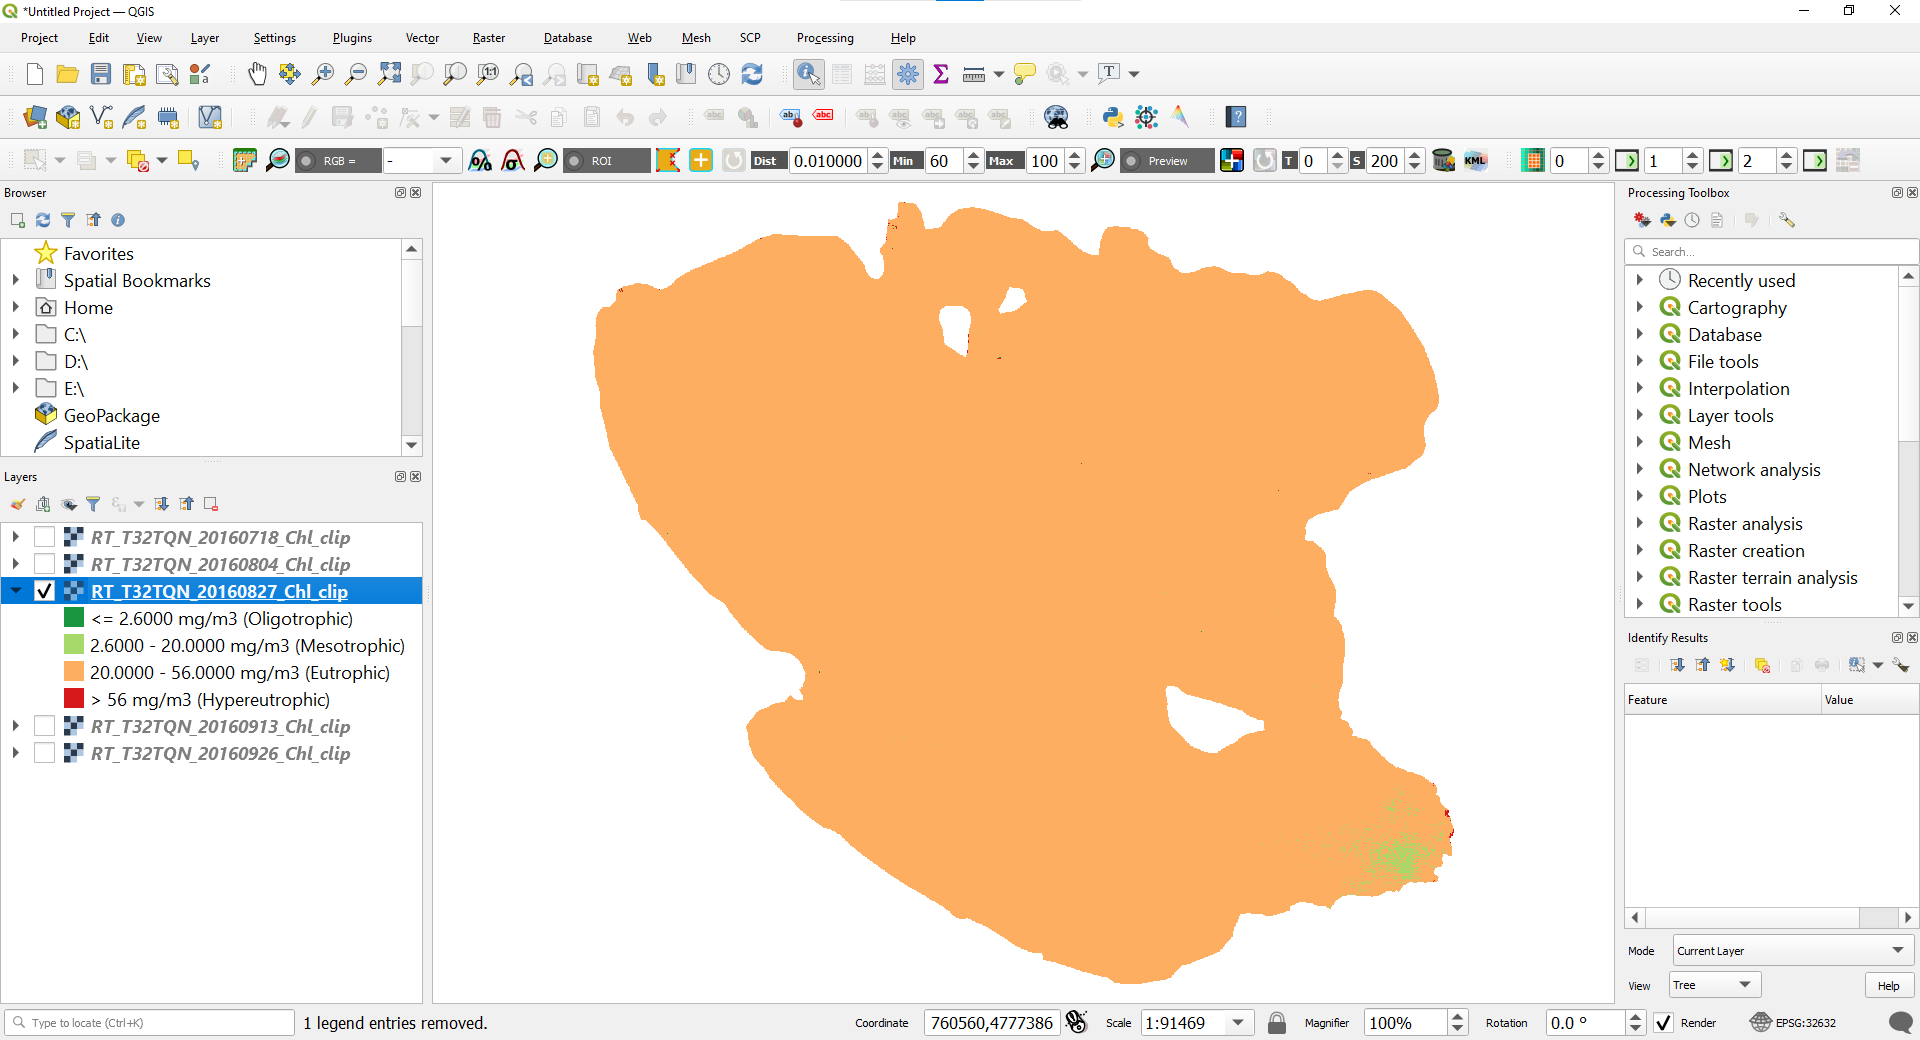 *Untitled Project — QGIS
Project Edit View Layer Settings Plugins Vector Raster Database Web Mesh SCP Processing Help
RGB = - ROI Dist 0.010000 Min 60 Max 100 Preview T 0 S 200 KML 0 1 2
Browser
Favorites
Spatial Bookmarks
Home
C:\
D:\
E:\
GeoPackage
SpatiaLite
Layers
RT_T32TQN_20160718_Chl_clip
RT_T32TQN_20160804_Chl_clip
RT_T32TQN_20160827_Chl_clip
<= 2.6000 mg/m3 (Oligotrophic)
2.6000 - 20.0000 mg/m3 (Mesotrophic)
20.0000 - 56.0000 mg/m3 (Eutrophic)
> 56 mg/m3 (Hypereutrophic)
RT_T32TQN_20160913_Chl_clip
RT_T32TQN_20160926_Chl_clip
Processing Toolbox
Search...
Recently used
Cartography
Database
File tools
Interpolation
Layer tools
Mesh
Network analysis
Plots
Raster analysis
Raster creation
Raster terrain analysis
Raster tools
Identify Results
Feature Value
Mode Current Layer
View Tree Help
Type to locate (Ctrl+K) 1 legend entries removed. Coordinate 760560,4777386 Scale 1:91469 Magnifier 100% Rotation 0.0 ° Render EPSG:32632